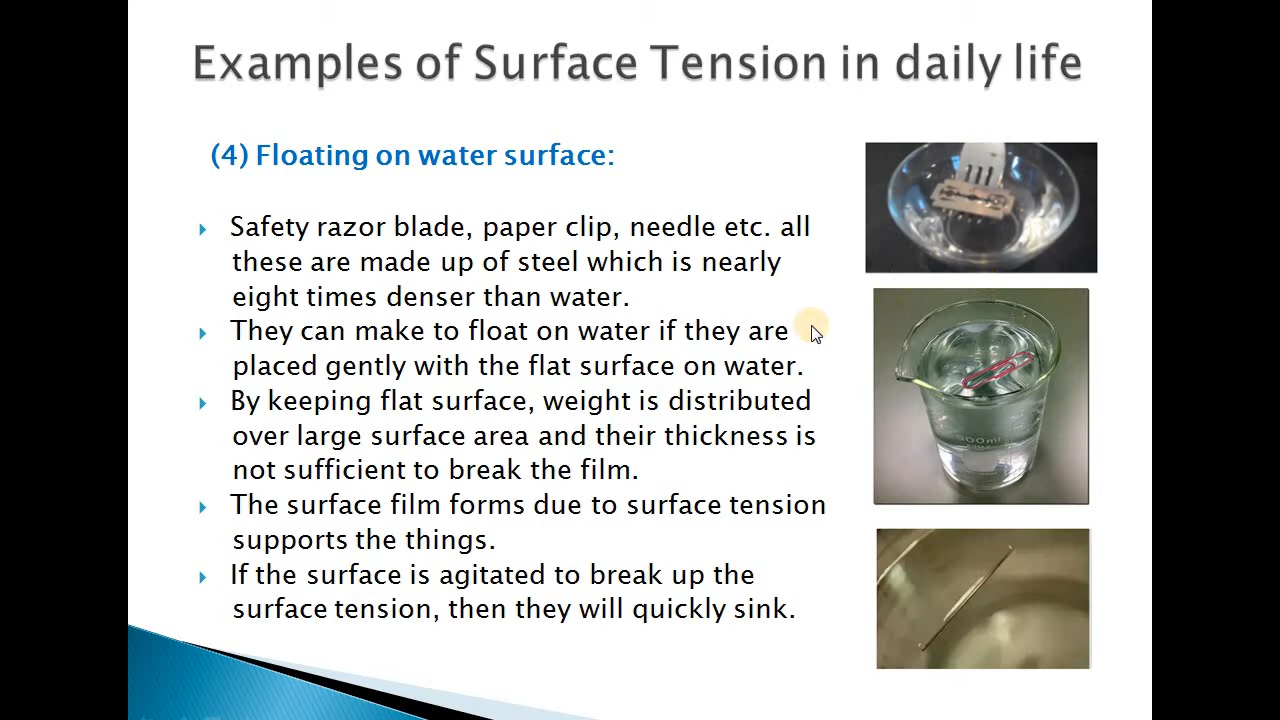 Examples of Surface Tension in daily life
(4) Floating on water surface:
Safety razor blade, paper clip, needle etc. all
these are made up of steel which is nearly
eight times denser than water.
They can make to float on water if they are
placed gently with the flat surface on water.
By keeping flat surface, weight is distributed
over large surface area and their thickness is
not sufficient to break the film.
The surface film forms due to surface tension
supports the things.
If the surface is agitated to break up the
surface tension, then they will quickly sink.